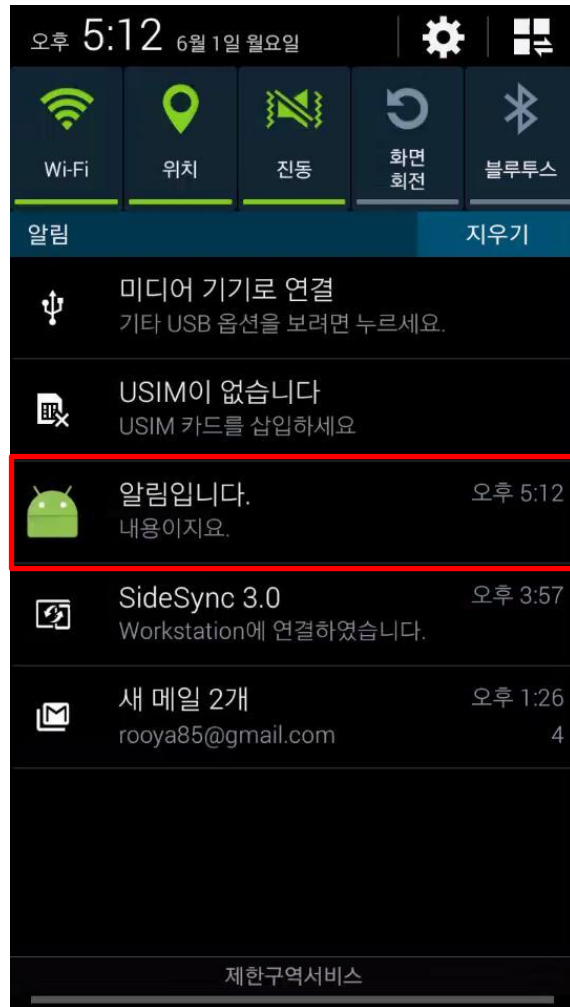 오후 5:12 6월 1일 월요일
Wi-Fi 위치 진동 화면 회전 블루투스
알림 지우기
미디어 기기로 연결
기타 USB 옵션을 보려면 누르세요.
USIM이 없습니다
USIM 카드를 삽입하세요
알림입니다. 오후 5:12
내용이지요.
SideSync 3.0 오후 3:57
Workstation에 연결하였습니다.
새 메일 2개 오후 1:26
rooya85@gmail.com 4
제한구역서비스